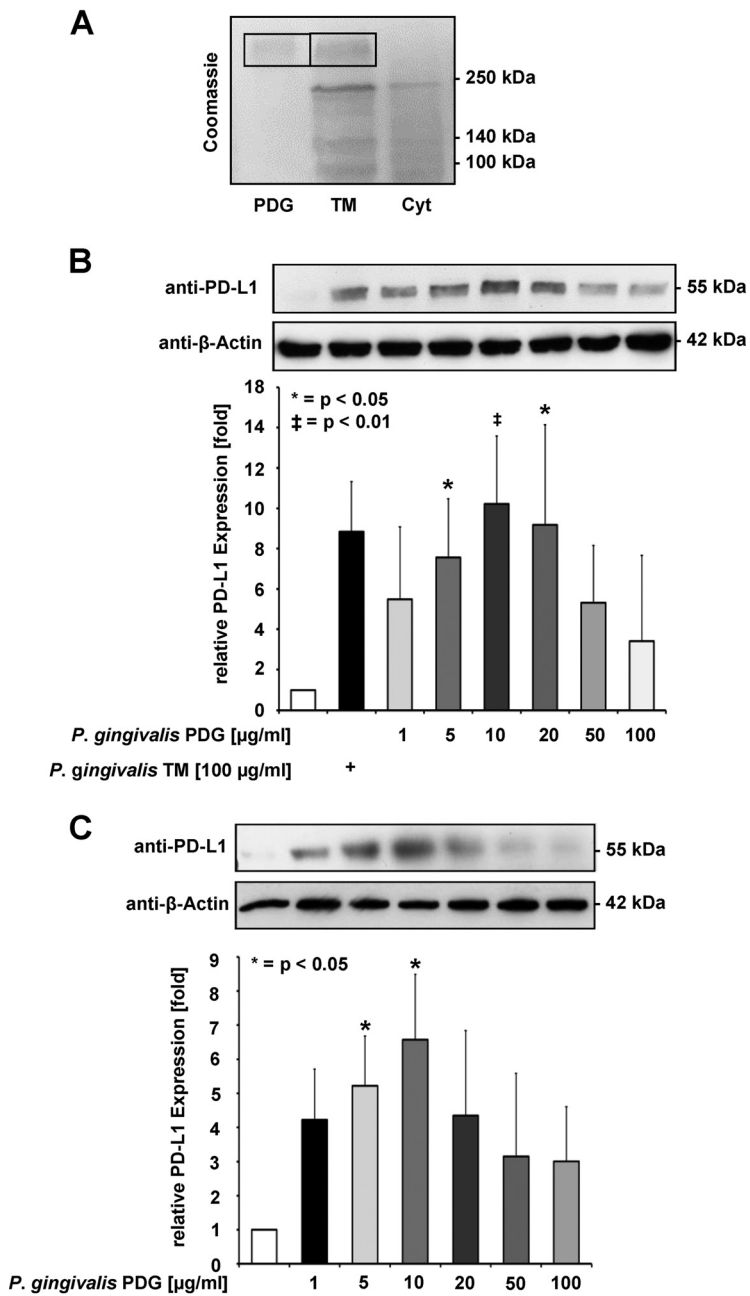 A
Coomassie
- 250 kDa
- 140 kDa
- 100 kDa
PDG TM Cyt
B
anti-PD-L1
- 55 kDa
anti-β-Actin
- 42 kDa
relative PD-L1 Expression [fold]
18
16
14
12
10
8
6
4
2
0
* = p < 0.05
‡ = p < 0.01
* ‡ *
P. gingivalis PDG [µg/ml] 1 5 10 20 50 100
P. gingivalis TM [100 µg/ml] +
C
anti-PD-L1
- 55 kDa
anti-β-Actin
- 42 kDa
relative PD-L1 Expression [fold]
9
8
7
6
5
4
3
2
1
0
* = p < 0.05
* *
P. gingivalis PDG [µg/ml] 1 5 10 20 50 100